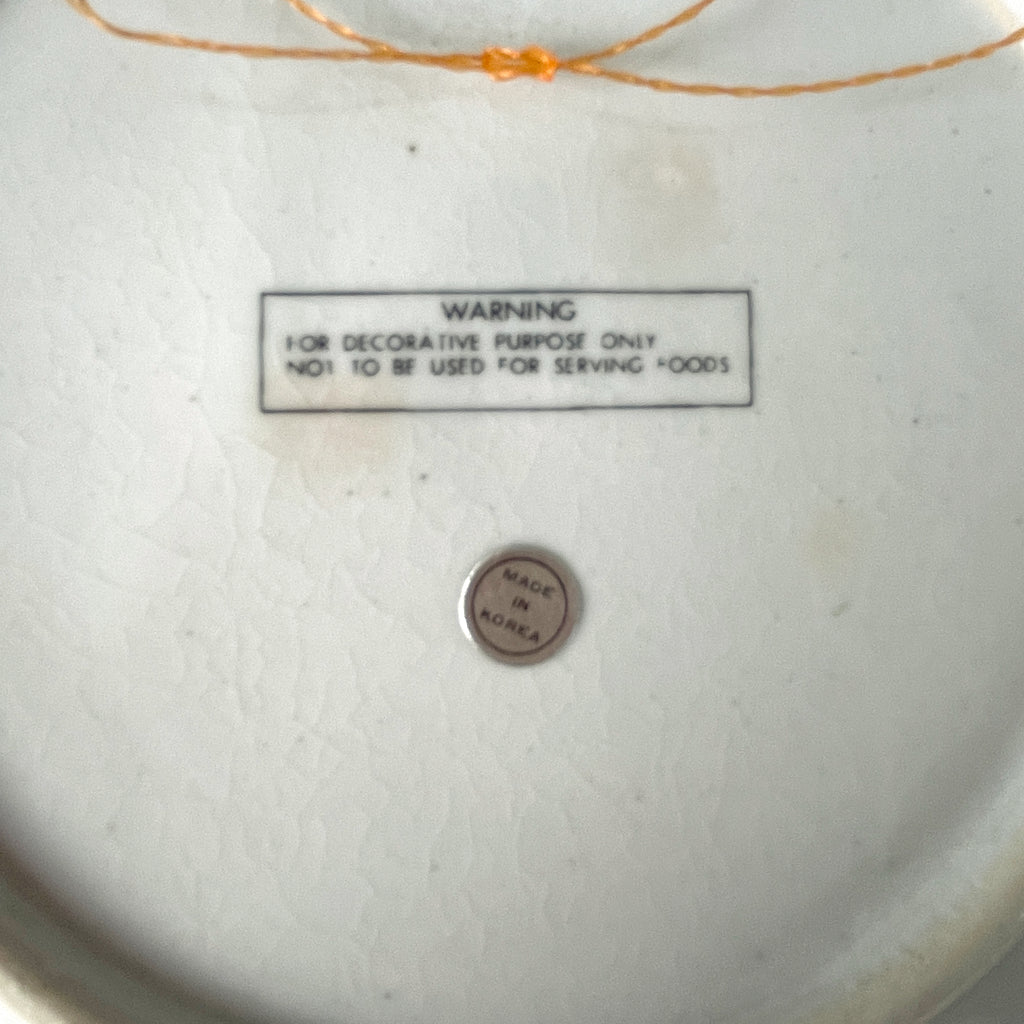 WARNING
FOR DECORATIVE PURPOSE ONLY
NOT TO BE USED FOR SERVING FOODS
MADE
IN
KOREA